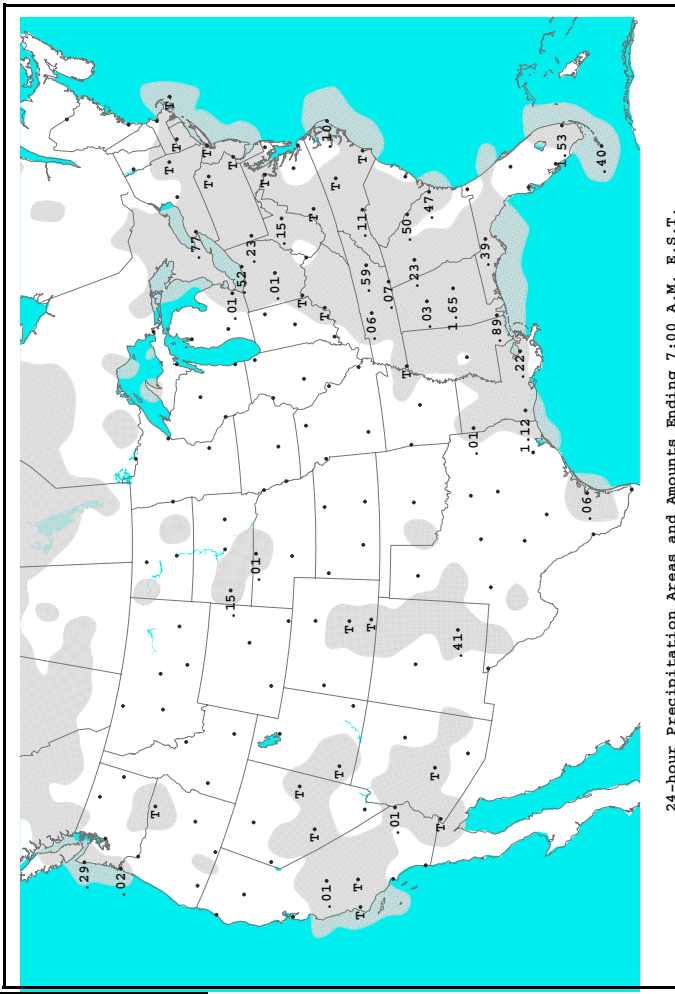 .29
.02
T
T
T
T
.77
T
T
.15
.01
T
.52
.23
.01
T
.01
.15
T
T
T
T
T
.01
.10
T
T
T
T
T
.11
T
.59
T
.06
.07
.01
T
.50
.23
.03
.47
T
T
1.65
.41
.01
.39
.89
.22
1.12
1.53
.06
.40
24-hour Precipitation Areas and Amounts Ending 7:00 A.M. E.S.T.